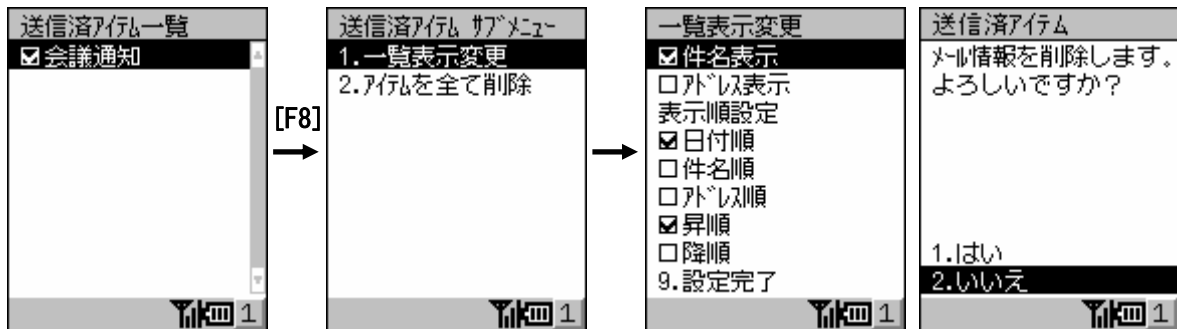 送信済ｱｲﾃﾑ一覧
☑会議通知
1
[F8]
送信済ｱｲﾃﾑ ｻﾌﾞﾒﾆｭｰ
1.一覧表示変更
2.ｱｲﾃﾑを全て削除
1
一覧表示変更
☑件名表示
□ｱﾄﾞﾚｽ表示
表示順設定
☑日付順
□件名順
□ｱﾄﾞﾚｽ順
☑昇順
□降順
9.設定完了
1
送信済ｱｲﾃﾑ
ﾒｰﾙ情報を削除します。
よろしいですか？
1.はい
2.いいえ
1